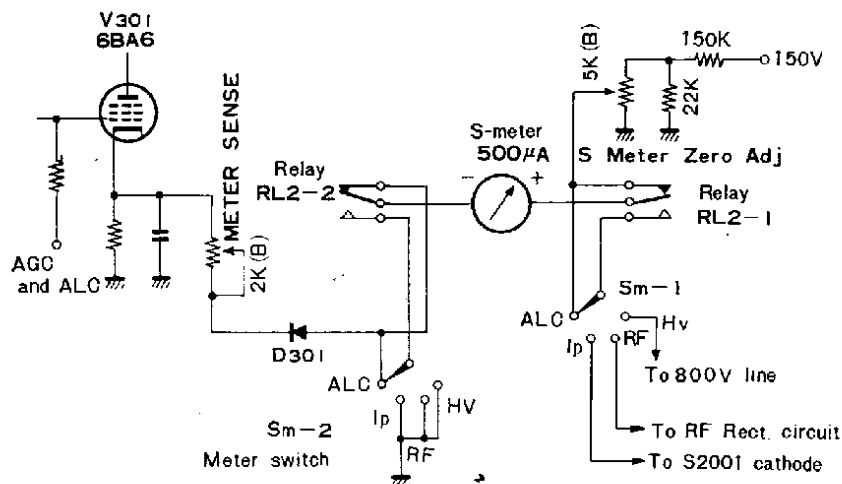 V301
6BA6
METER SENSE
2K (B)
AGC
and ALC
D301
Relay
RL2-2
S-meter
500μA
- +
5K (B)
150K
150V
22K
S Meter Zero Adj
Relay
RL2-1
Sm-1
ALC
Hv
Ip
RF
To 800V line
To RF Rect. circuit
To S2001 cathode
ALC
Ip
RF
HV
Sm-2
Meter switch